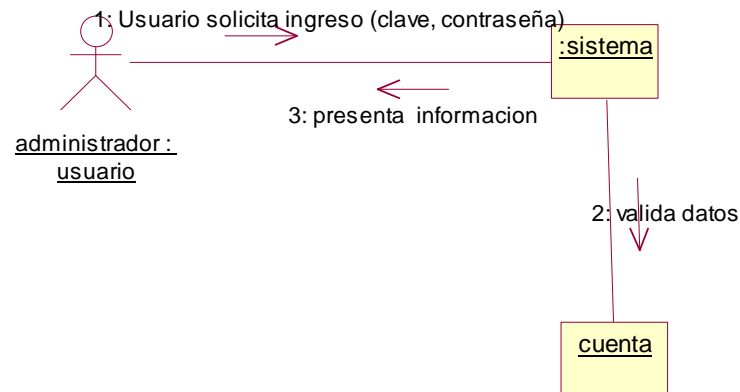 1: Usuario solicita ingreso (clave, contraseña)
:sistema
3: presenta informacion
administrador :
usuario
2: valida datos
cuenta